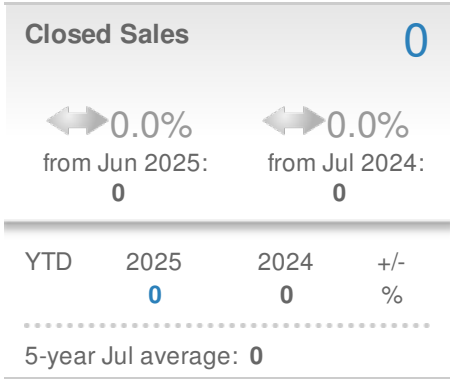 Closed Sales 0
0.0% 0.0%
from Jun 2025: from Jul 2024:
0 0
YTD 2025 2024 +/-
0 0 %
5-year Jul average: 0